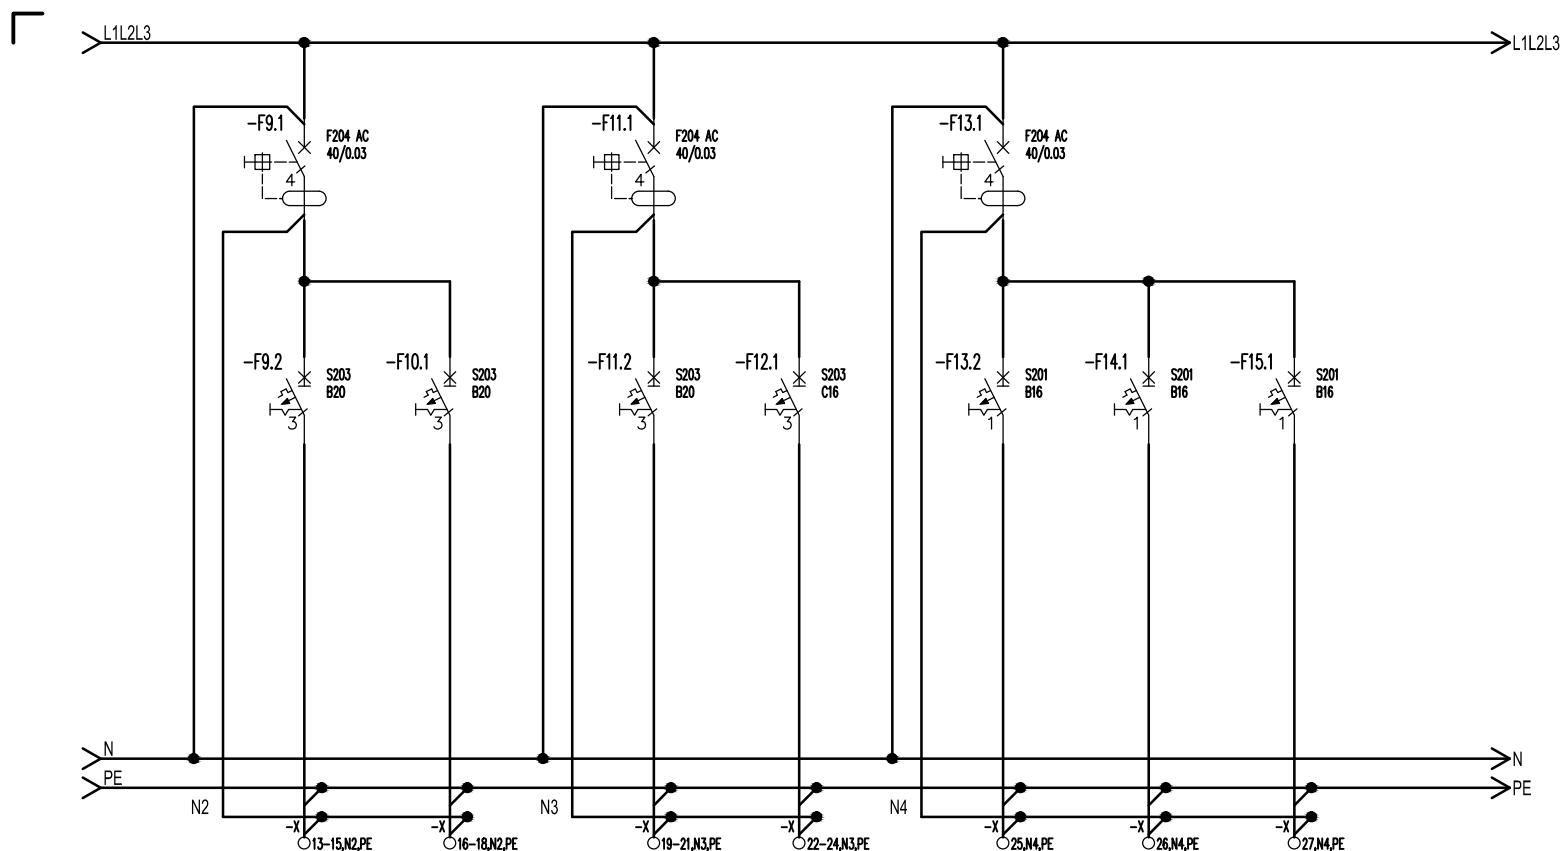 L1L2L3 L1L2L3
-F9.1 -F11.1 -F13.1
F204 AC F204 AC F204 AC
40/0.03 40/0.03 40/0.03
4 4 4
-F9.2 -F10.1 -F11.2 -F12.1 -F13.2 -F14.1 -F15.1
S203 S203 S203 S203 S201 S201 S201
B20 B20 B20 C16 B16 B16 B16
3 3 3 3 1 1 1
N N
PE PE
N2 N3 N4
-X -X -X -X -X -X -X
13-15,N2,PE 16-18,N2,PE 19-21,N3,PE 22-24,N3,PE 25,N4,PE 26,N4,PE 27,N4,PE